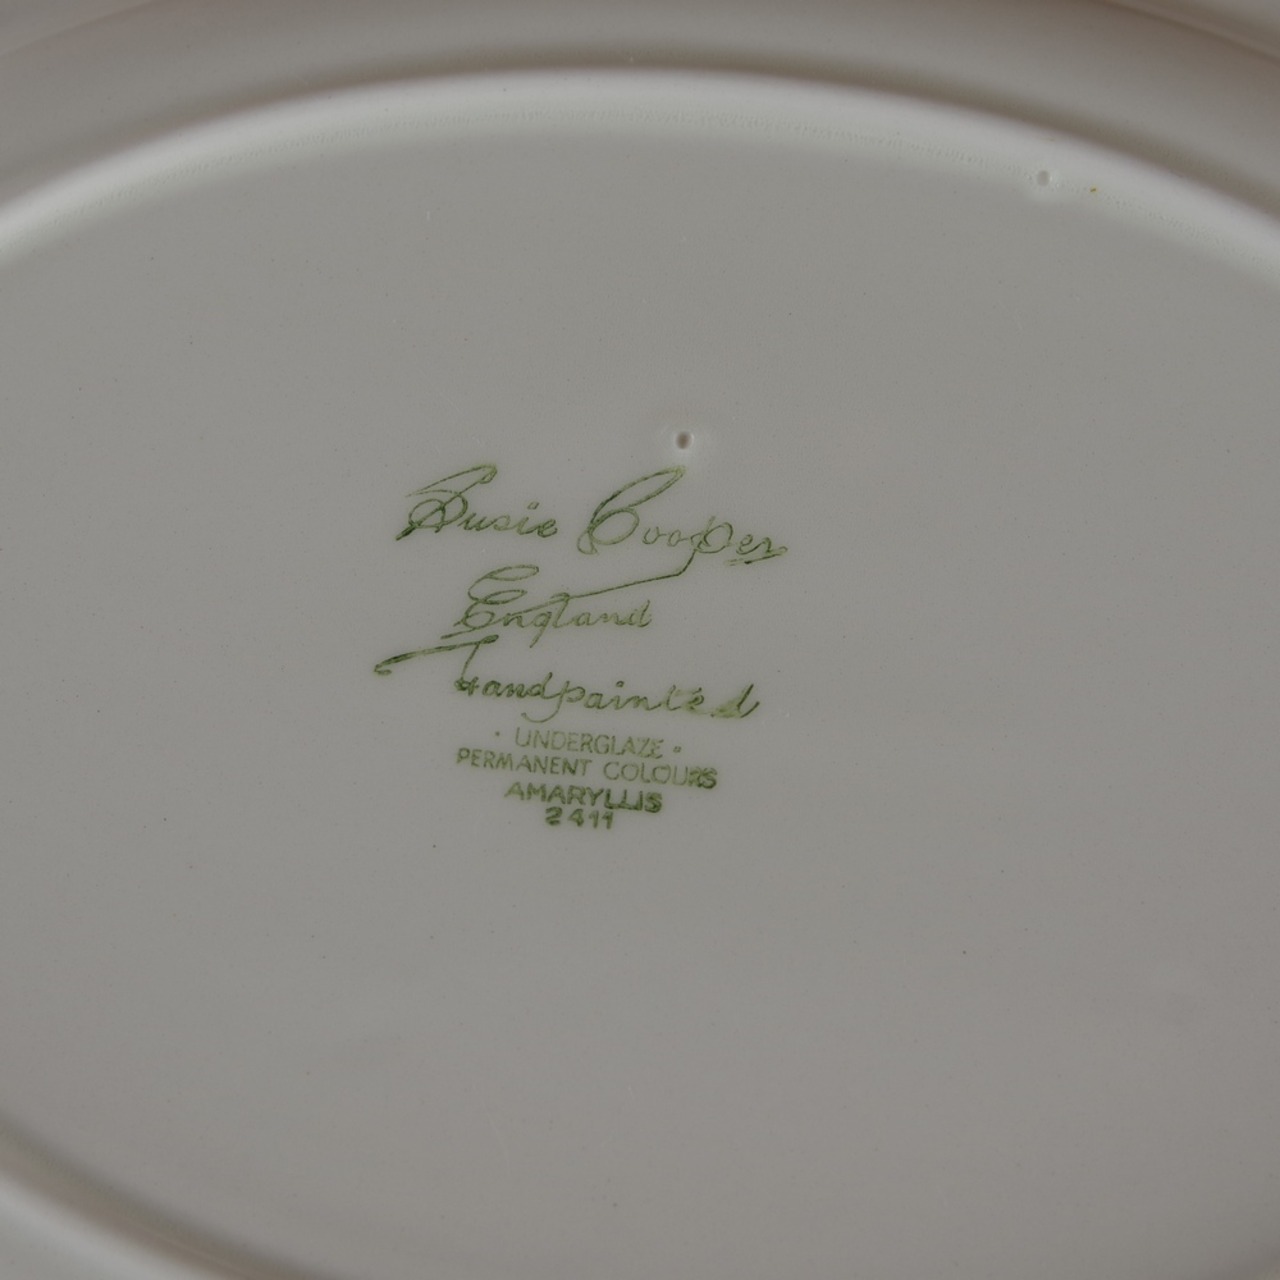 Susie Cooper
England
Handpainted
· UNDERGLAZE ·
PERMANENT COLOURS
AMARYLLIS
2411